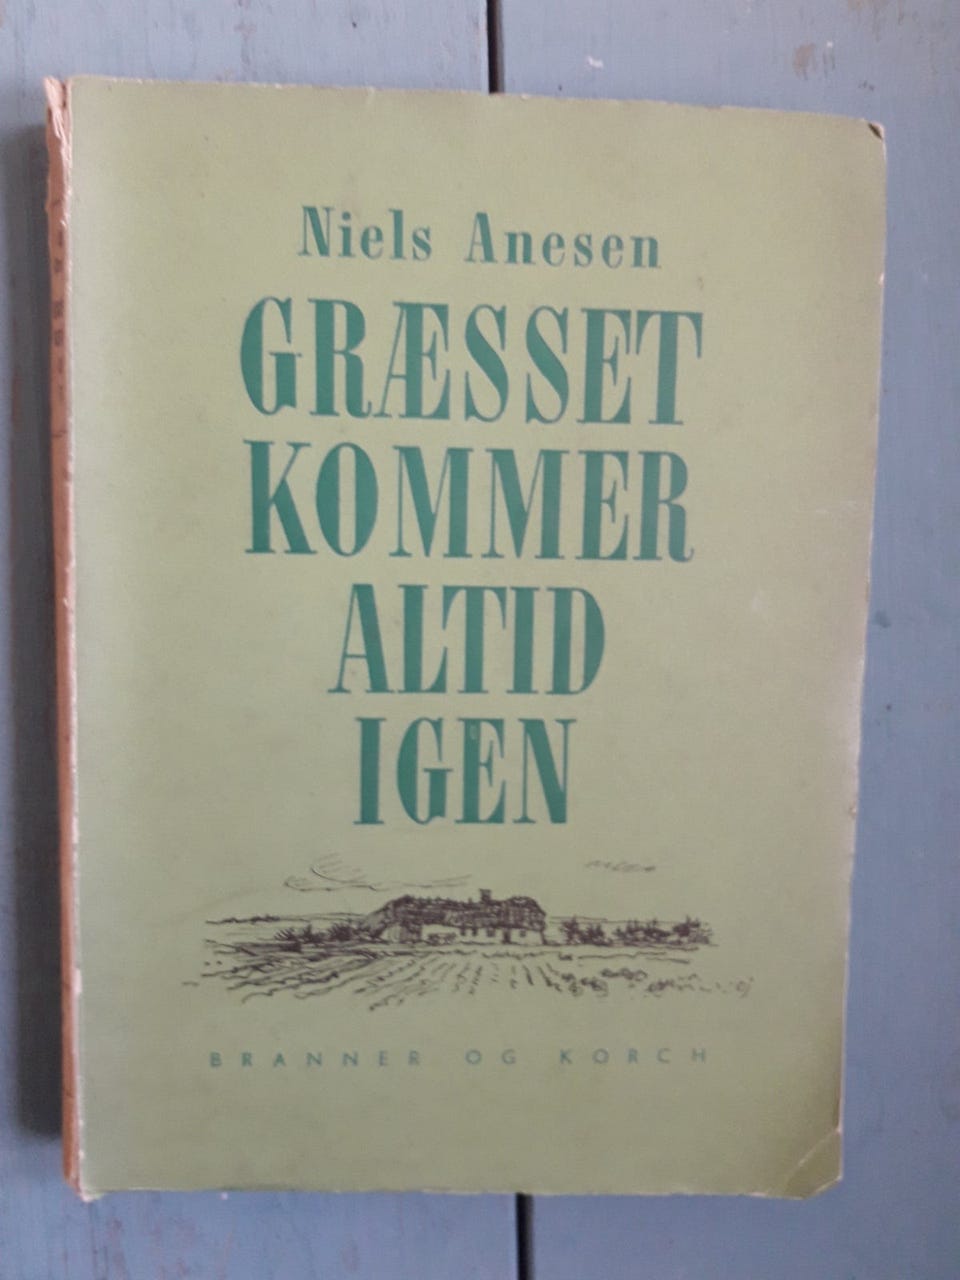 Niels Anesen
GRÆSSET
KOMMER
ALTID
IGEN
BRANNER OG KORCH